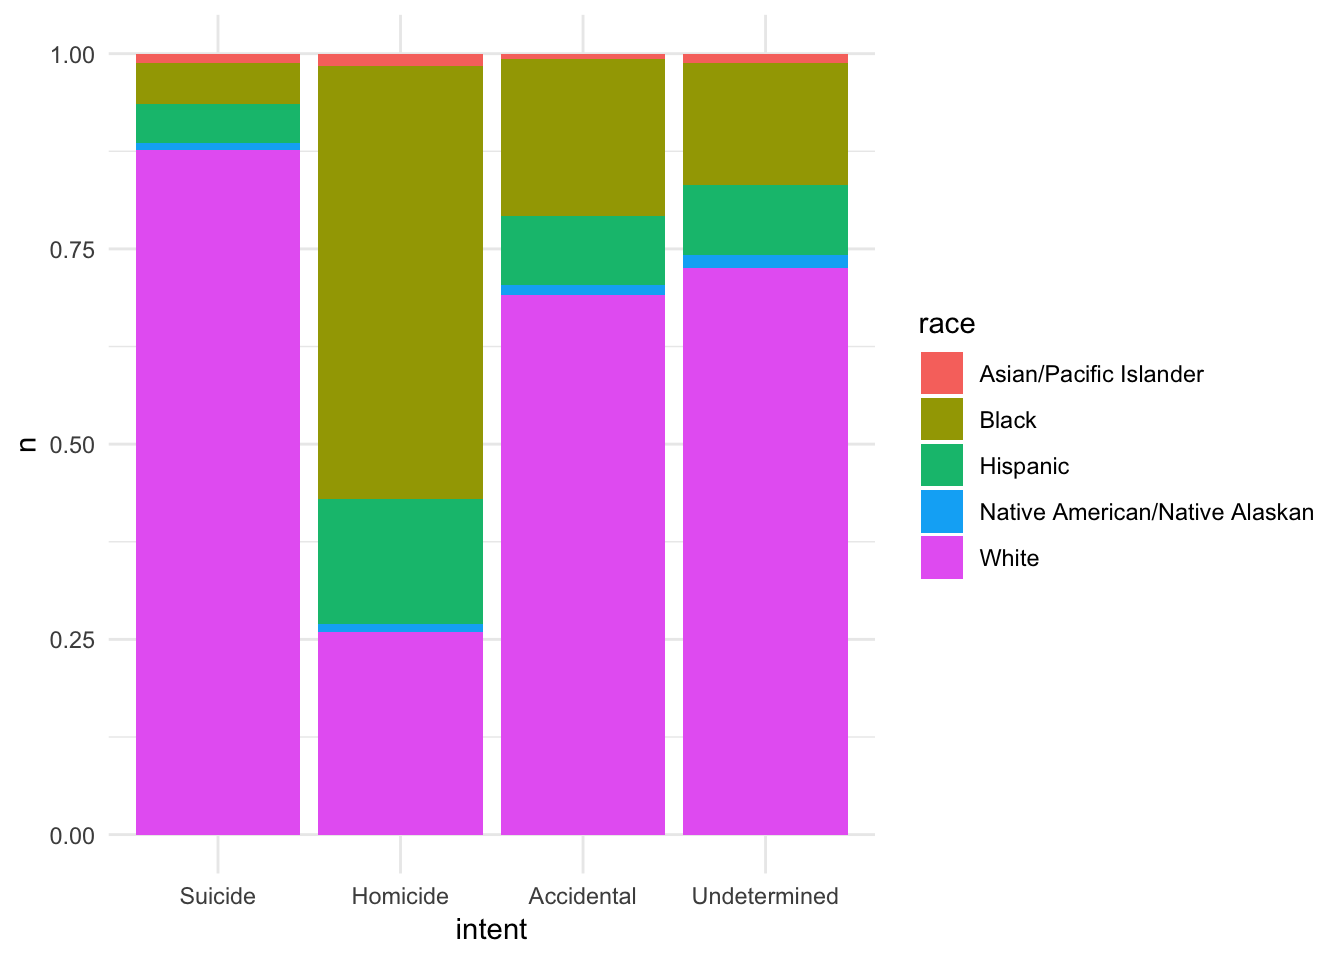 1.00
0.75
0.50
0.25
0.00
n
Suicide
Homicide
Accidental
Undetermined
intent
race
Asian/Pacific Islander
Black
Hispanic
Native American/Native Alaskan
White